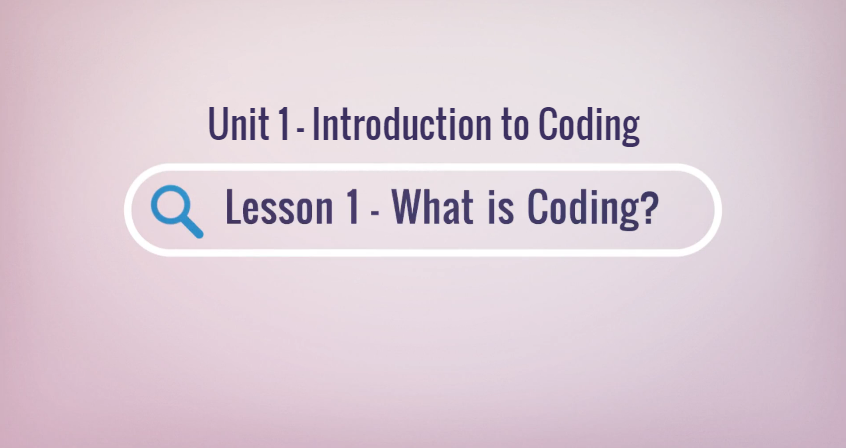 Unit 1 - Introduction to Coding
Lesson 1 - What is Coding?